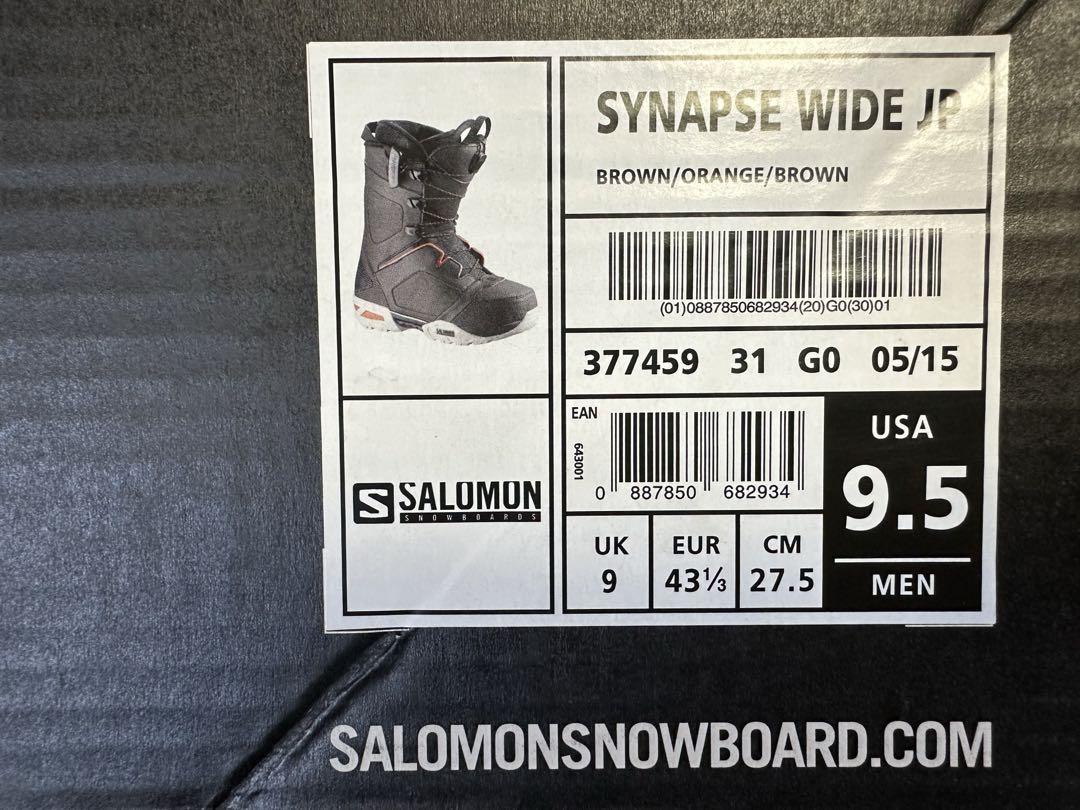 SYNAPSE WIDE JP
BROWN/ORANGE/BROWN
(01)0887850682934(20)G0(30)01
377459 31 G0 05/15
EAN
643001
0 887850 682934
USA
9.5
MEN
UK
9
EUR
43⅓
CM
27.5
S SALOMON
SNOWBOARDS
SALOMONSNOWBOARD.COM